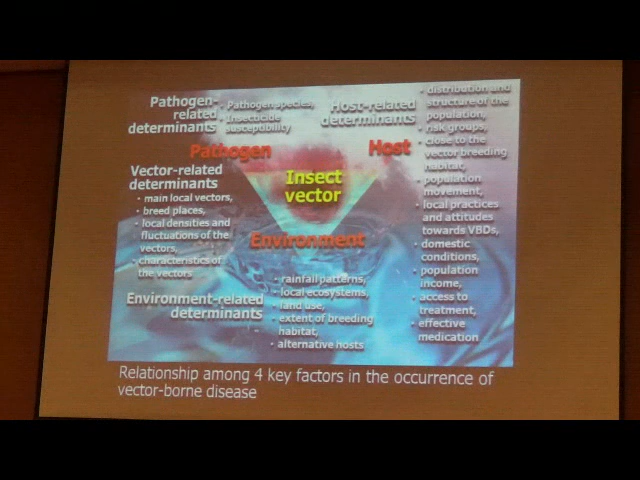 Pathogen-
related
determinants
• Pathogen species,
• Insecticide
susceptibility
Host-related
determinants
• distribution and
structure of the
population,
• risk groups,
• close to the
vector breeding
habitat,
• population
movement,
• local practices
and attitudes
towards VBDs,
• domestic
conditions,
• population
income,
• access to
treatment,
• effective
medication
Pathogen
Host
Insect
vector
Environment
Vector-related
determinants
• main local vectors,
• breed places,
• local densities and
fluctuations of the
vectors,
• characteristics of
the vectors
Environment-related
determinants
• rainfall patterns,
• local ecosystems,
• land use,
• extent of breeding
habitat,
• alternative hosts
Relationship among 4 key factors in the occurrence of
vector-borne disease